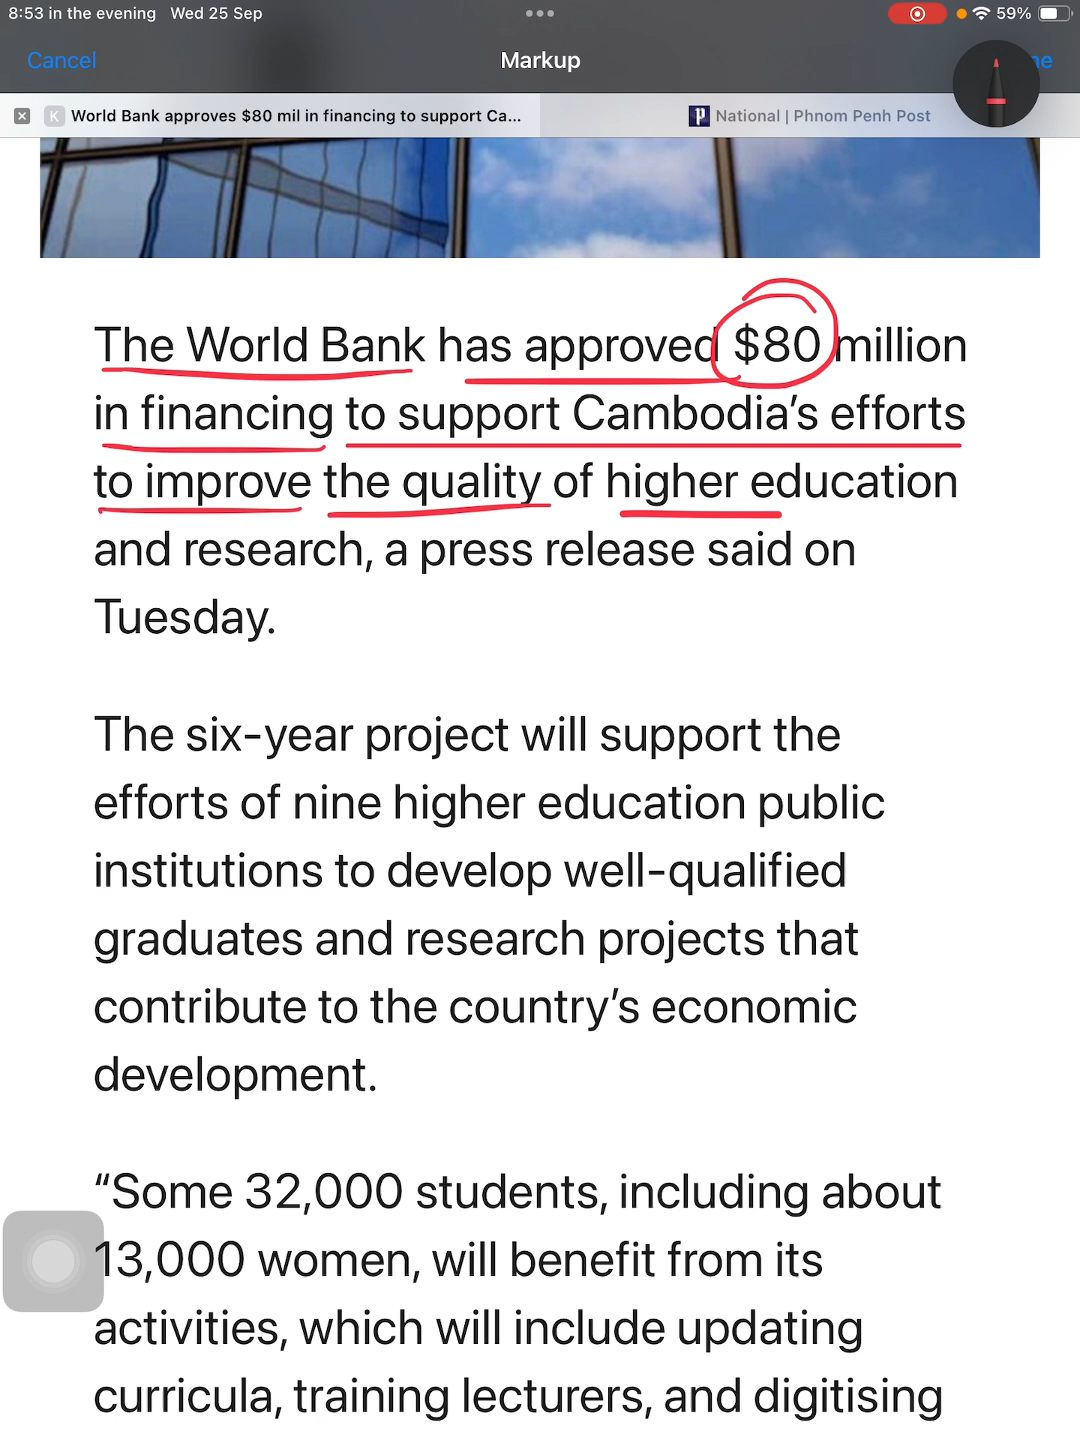 8:53 in the evening Wed 25 Sep
59%
Cancel
Markup
World Bank approves $80 mil in financing to support Ca...
National | Phnom Penh Post
The World Bank has approved $80 million
in financing to support Cambodia’s efforts
to improve the quality of higher education
and research, a press release said on
Tuesday.
The six-year project will support the
efforts of nine higher education public
institutions to develop well-qualified
graduates and research projects that
contribute to the country’s economic
development.
“Some 32,000 students, including about
13,000 women, will benefit from its
activities, which will include updating
curricula, training lecturers, and digitising